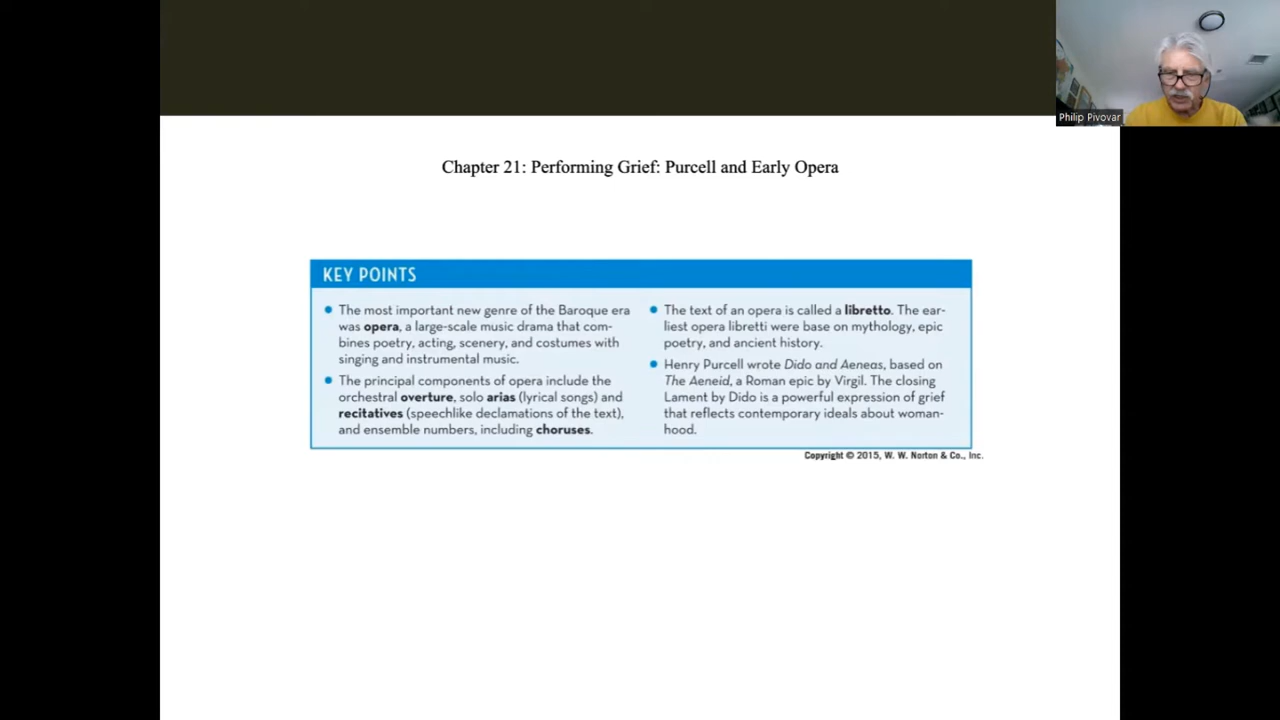 Philip Pivovar
Chapter 21: Performing Grief: Purcell and Early Opera
KEY POINTS
The most important new genre of the Baroque era
was opera, a large-scale music drama that com-
bines poetry, acting, scenery, and costumes with
singing and instrumental music.
The principal components of opera include the
orchestral overture, solo arias (lyrical songs) and
recitatives (speechlike declamations of the text),
and ensemble numbers, including choruses.
The text of an opera is called a libretto. The ear-
liest opera libretti were base on mythology, epic
poetry, and ancient history.
Henry Purcell wrote Dido and Aeneas, based on
The Aeneid, a Roman epic by Virgil. The closing
Lament by Dido is a powerful expression of grief
that reflects contemporary ideals about woman-
hood.
Copyright © 2015, W. W. Norton & Co., Inc.